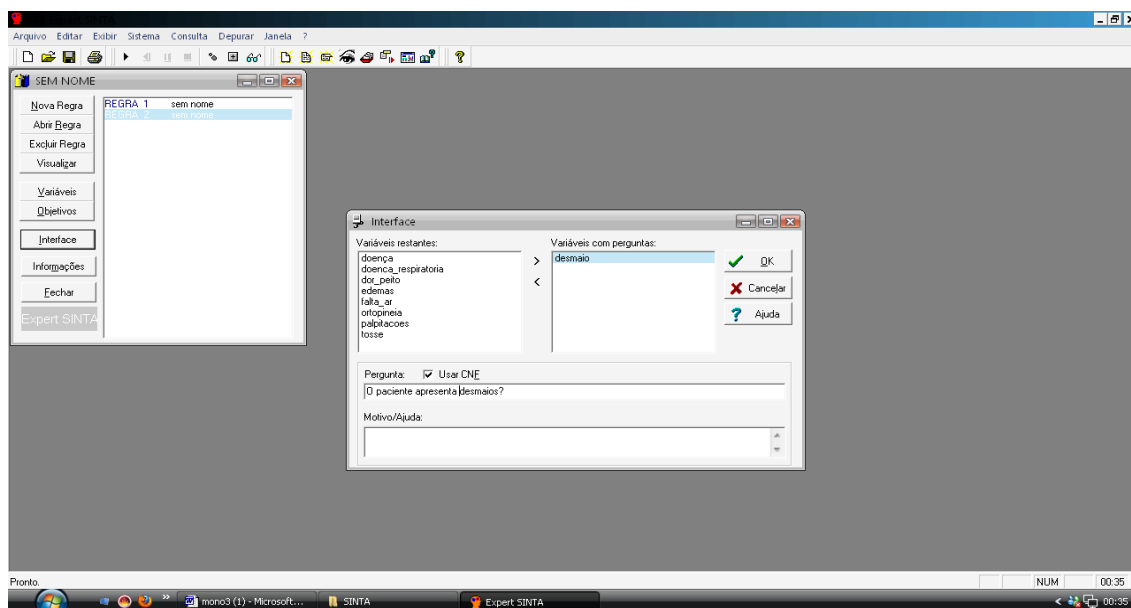 Expert SINTA
Arquivo Editar Exibir Sistema Consulta Depurar Janela ?
SEM NOME
Nova Regra
Abrir Regra
Excluir Regra
Visualizar
Variáveis
Objetivos
Interface
Informações
Fechar
Expert SINTA
REGRA 1 sem nome
REGRA 2 sem nome
Interface
Variáveis restantes:
doença
doenca_respiratoria
dor_peito
edemas
falta_ar
ortopineia
palpitacoes
tosse
>
<
Variáveis com perguntas:
desmaio
OK
Cancelar
Ajuda
Pergunta: Usar CNF
O paciente apresenta desmaios?
Motivo/Ajuda:
Pronto.
NUM 00:35
mono3 (1) - Microsoft... SINTA Expert SINTA 00:35